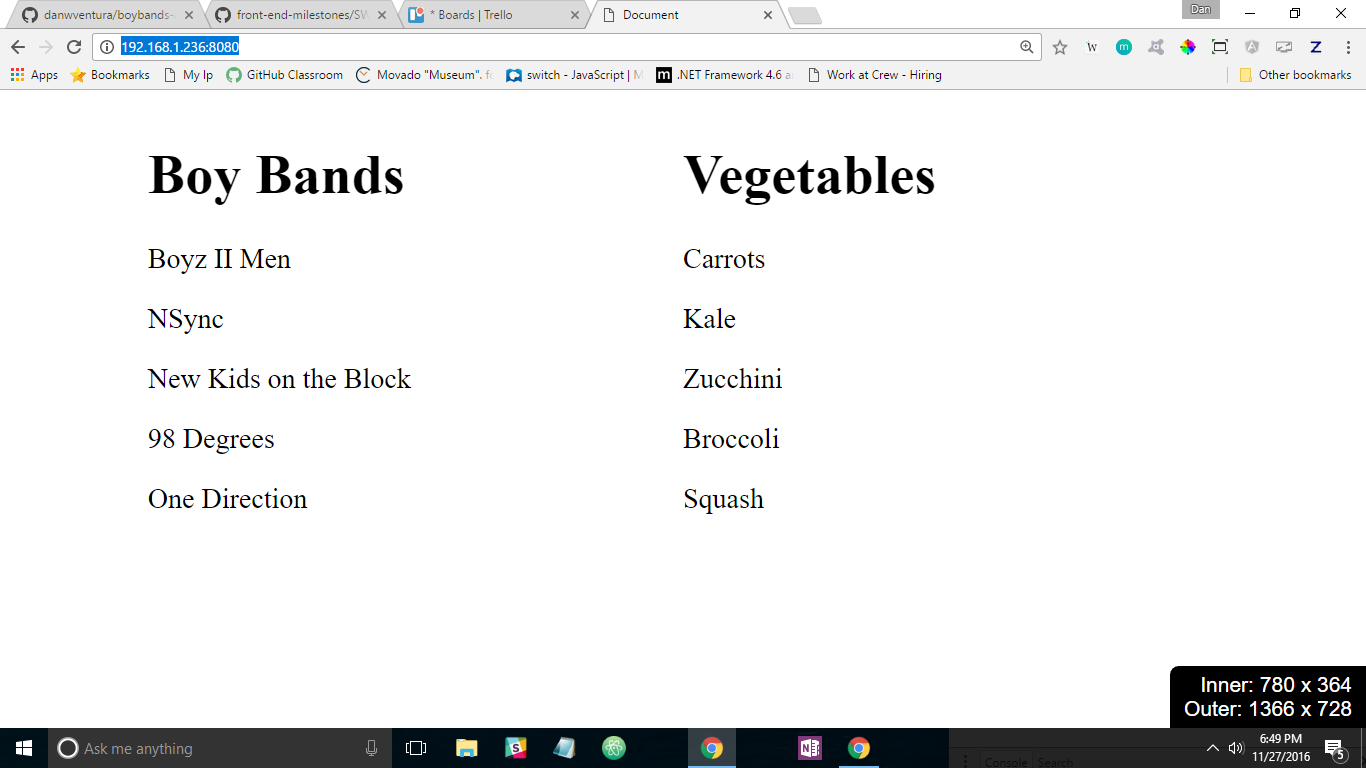 danwventura/boybands-
front-end-milestones/SW
* Boards | Trello
Document
Dan
192.168.1.236:8080
Apps
Bookmarks
My Ip
GitHub Classroom
Movado "Museum". fo
switch - JavaScript | M
.NET Framework 4.6 a
Work at Crew - Hiring
Other bookmarks
Boy Bands
Vegetables
Boyz II Men
Carrots
NSync
Kale
New Kids on the Block
Zucchini
98 Degrees
Broccoli
One Direction
Squash
Inner: 780 x 364
Outer: 1366 x 728
Ask me anything
Console
Search
6:49 PM
11/27/2016
5